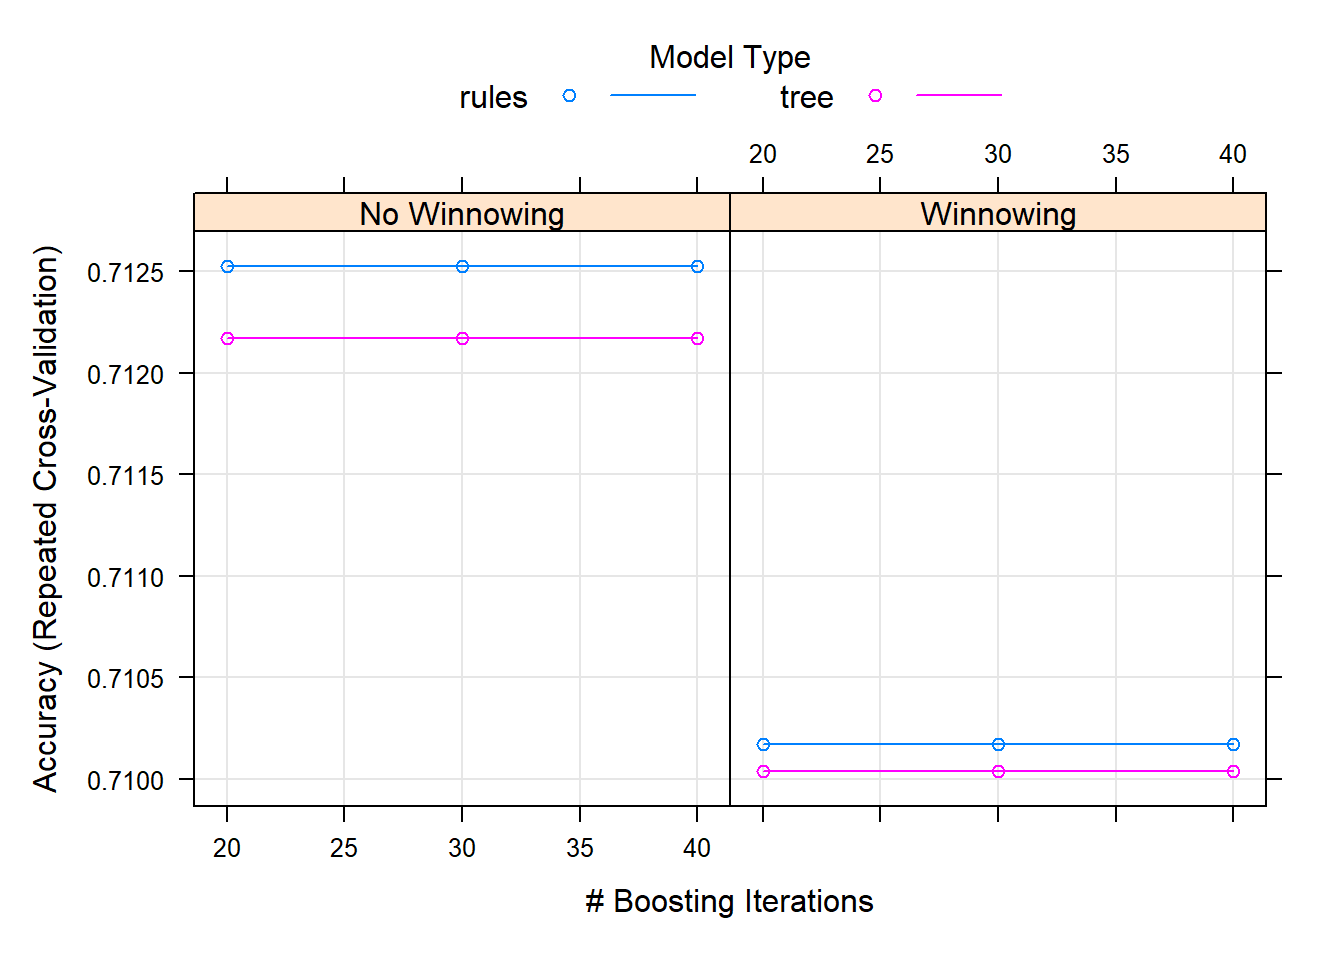 Model Type
rules tree
20 25 30 35 40
No Winnowing Winnowing
0.7125
0.7120
0.7115
0.7110
0.7105
0.7100
Accuracy (Repeated Cross-Validation)
20 25 30 35 40
# Boosting Iterations